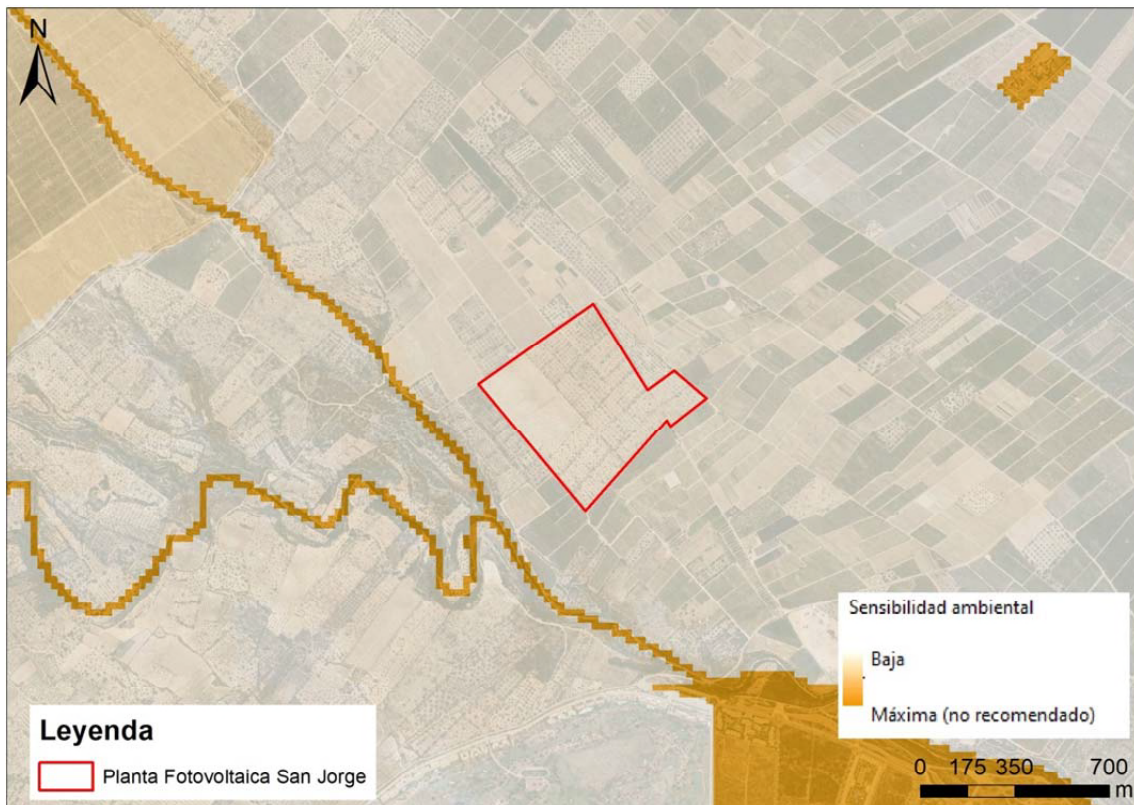 N
Sensibilidad ambiental
Baja
Máxima (no recomendado)
Leyenda
Planta Fotovoltaica San Jorge
0 175 350 700
m